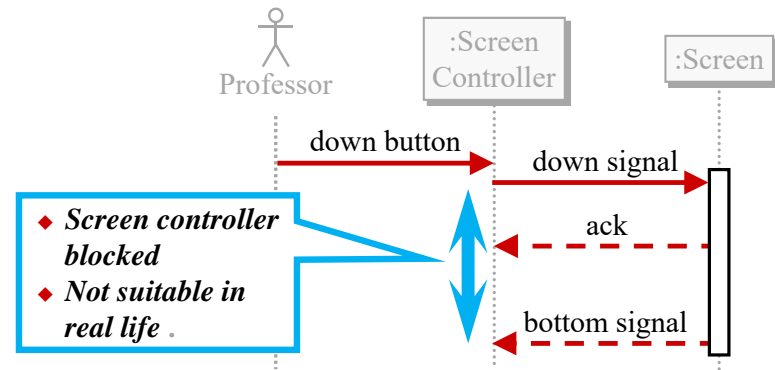 :Screen
Controller
:Screen
Professor
down button
down signal
◆ Screen controller
blocked
◆ Not suitable in
real life .
ack
bottom signal